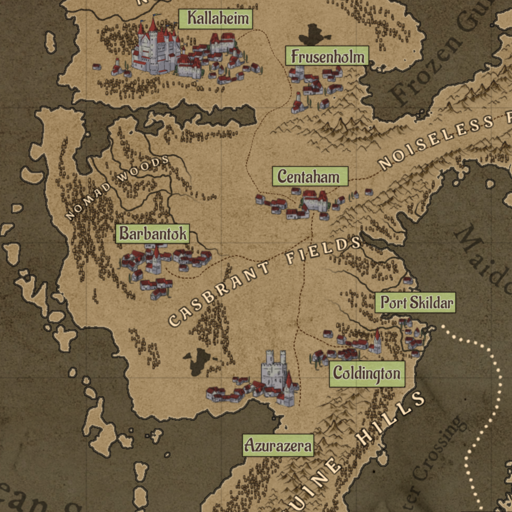 Kallaheim
Frusenholm
Frozen Gu
NOISELESS
Centaham
NOMAD WOODS
Barbantok
CASBRANT FIELDS
Maido
Port Skildar
Coldington
Azurazera
UINE HILLS
ter Crossing
ean S